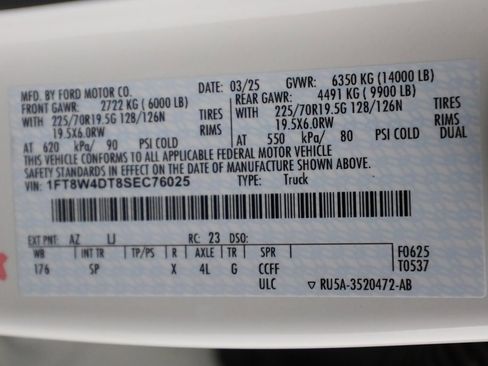 MFD. BY FORD MOTOR CO.
DATE: 03/25 GVWR: 6350 KG (14000 LB)
FRONT GAWR: 2722 KG (6000 LB) REAR GAWR: 4491 KG (9900 LB)
WITH 225/70R19.5G 128/126N TIRES WITH 225/70R19.5G 128/126N TIRES
19.5X6.0RW RIMS 19.5X6.0RW RIMS
AT 620 kPa/ 90 PSI COLD AT 550 kPa/ 80 PSI COLD DUAL
THIS VEHICLE CONFORMS TO ALL APPLICABLE FEDERAL MOTOR VEHICLE
SAFETY STANDARDS IN EFFECT ON THE DATE OF MANUFACTURE SHOWN ABOVE.
VIN: 1FT8W4DT8SEC76025 TYPE: Truck
EXT PNT: AZ RC: 23 DSO:
WB INT TR TP/PS R AXLE TR SPR F0625
176 SP X 4L G CCFF T0537
ULC ▽ RU5A-3520472-AB